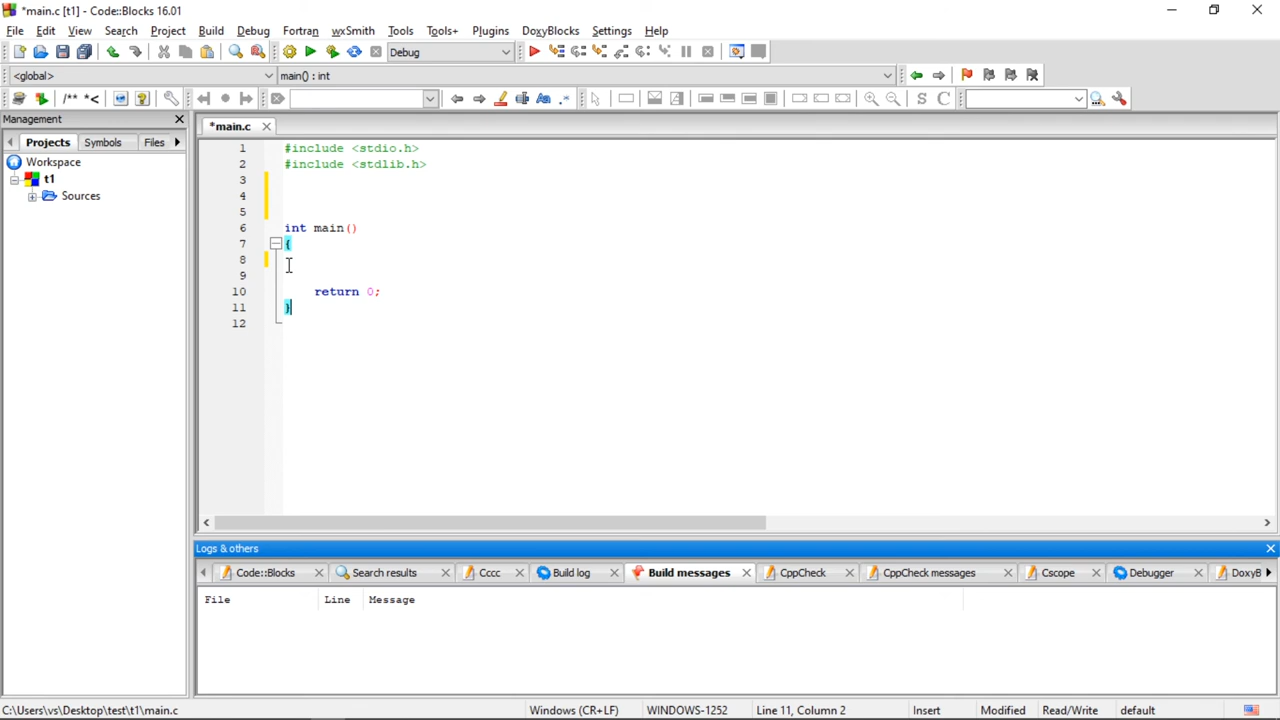 *main.c [t1] - Code::Blocks 16.01
File Edit View Search Project Build Debug Fortran wxSmith Tools Tools+ Plugins DoxyBlocks Settings Help
Debug
<global> main() : int
/** *< Aa .* S C
Management
*main.c
Projects Symbols Files
Workspace
t1
Sources
1 #include <stdio.h>
2 #include <stdlib.h>
3
4
5
6 int main()
7 {
8
9
10 return 0;
11 }
12
Logs & others
Code::Blocks Search results Cccc Build log Build messages CppCheck CppCheck messages Cscope Debugger DoxyB
File Line Message
C:\Users\vs\Desktop\test\t1\main.c Windows (CR+LF) WINDOWS-1252 Line 11, Column 2 Insert Modified Read/Write default